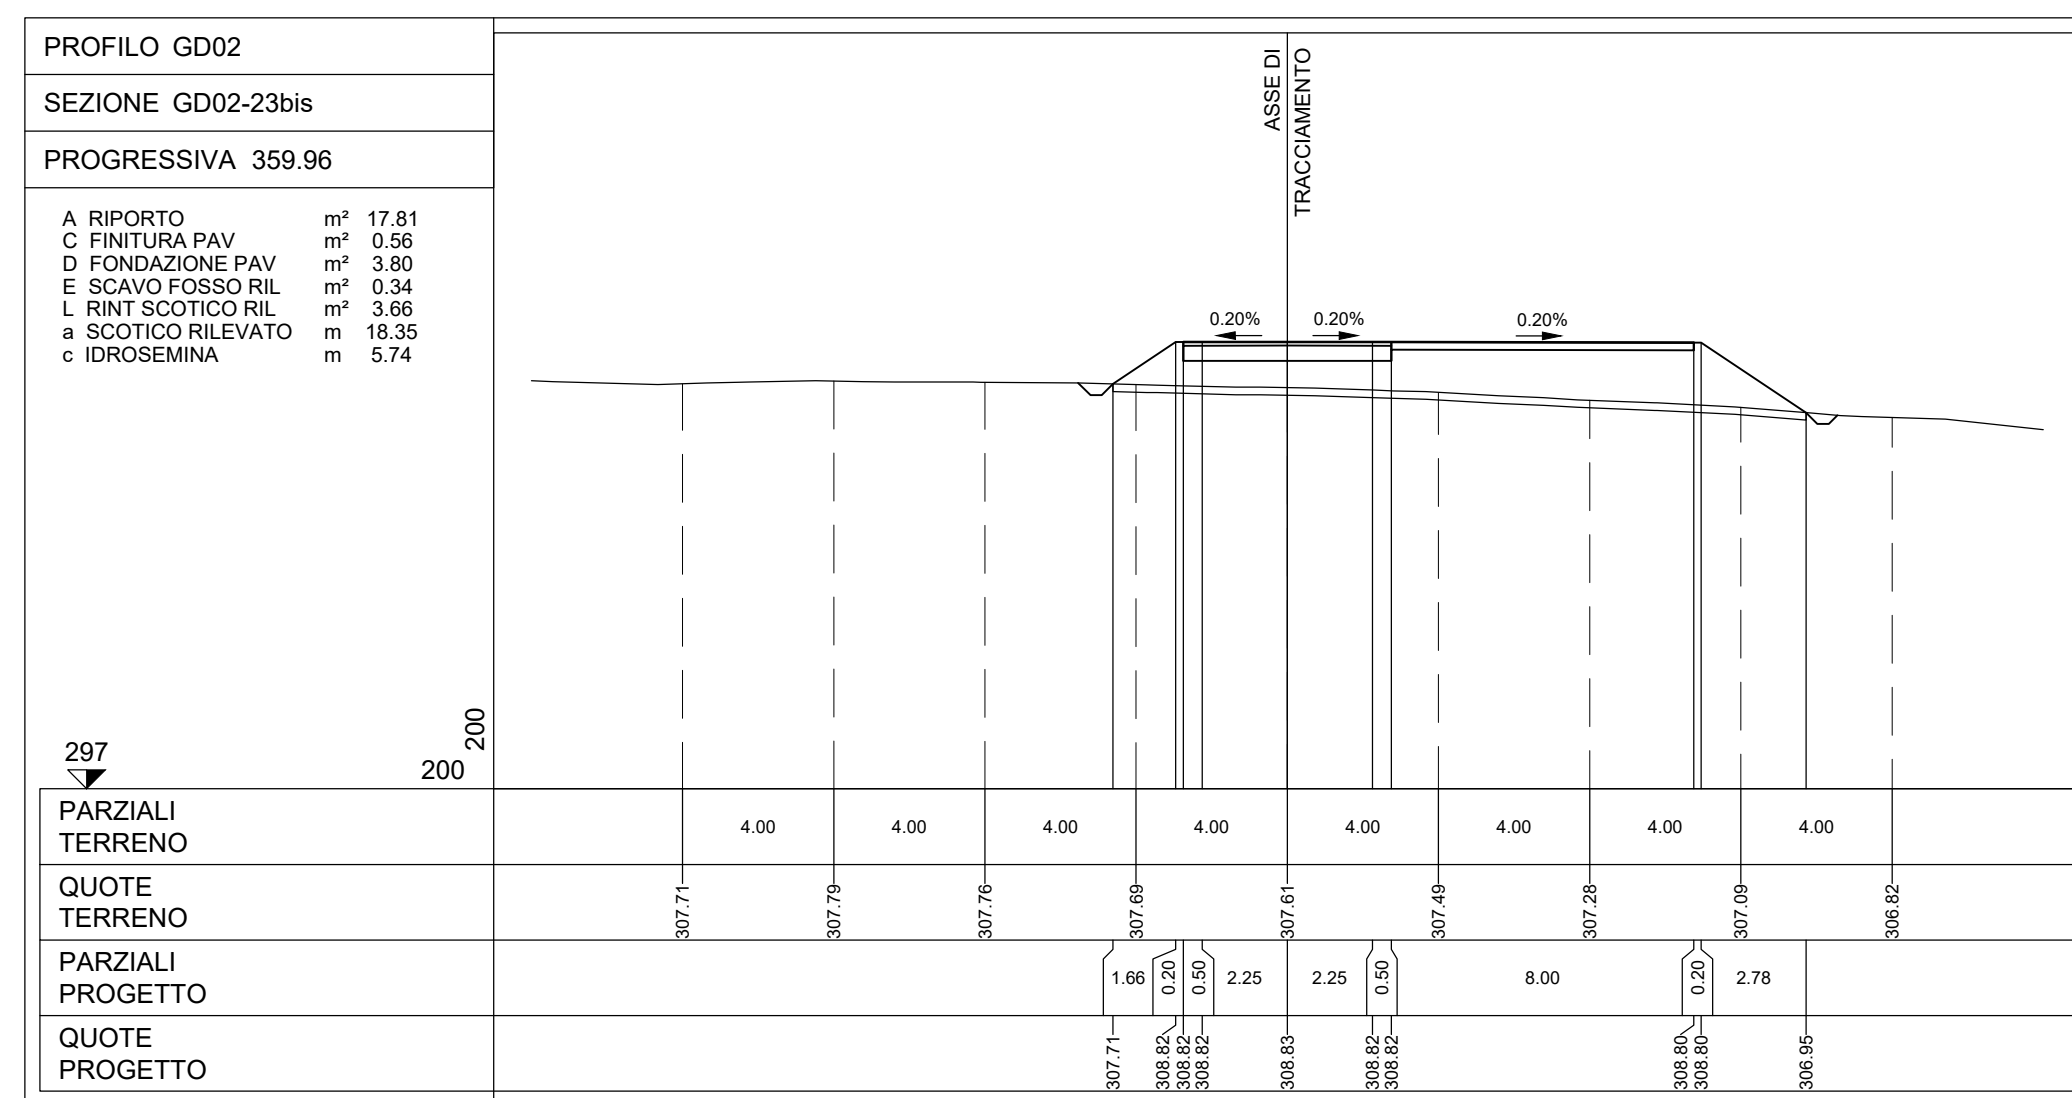 PROFILO GD02
SEZIONE GD02-23bis
PROGRESSIVA 359.96
A RIPORTO m² 17.81
C FINITURA PAV m² 0.56
D FONDAZIONE PAV m² 3.80
E SCAVO FOSSO RIL m² 0.34
L RINT SCOTICO RIL m² 3.66
a SCOTICO RILEVATO m 18.35
c IDROSEMINA m 5.74
ASSE DI
TRACCIAMENTO
0.20% 0.20% 0.20%
297
200
200
PARZIALI
TERRENO
4.00 4.00 4.00 4.00 4.00 4.00 4.00 4.00
QUOTE
TERRENO
307.71 307.79 307.76 307.69 307.61 307.49 307.28 307.09 306.82
PARZIALI
PROGETTO
1.66 0.20 0.50 2.25 2.25 0.50 8.00 0.20 2.78
QUOTE
PROGETTO
307.71 308.82 308.82 308.82 308.83 308.82 308.82 308.80 308.80 306.95